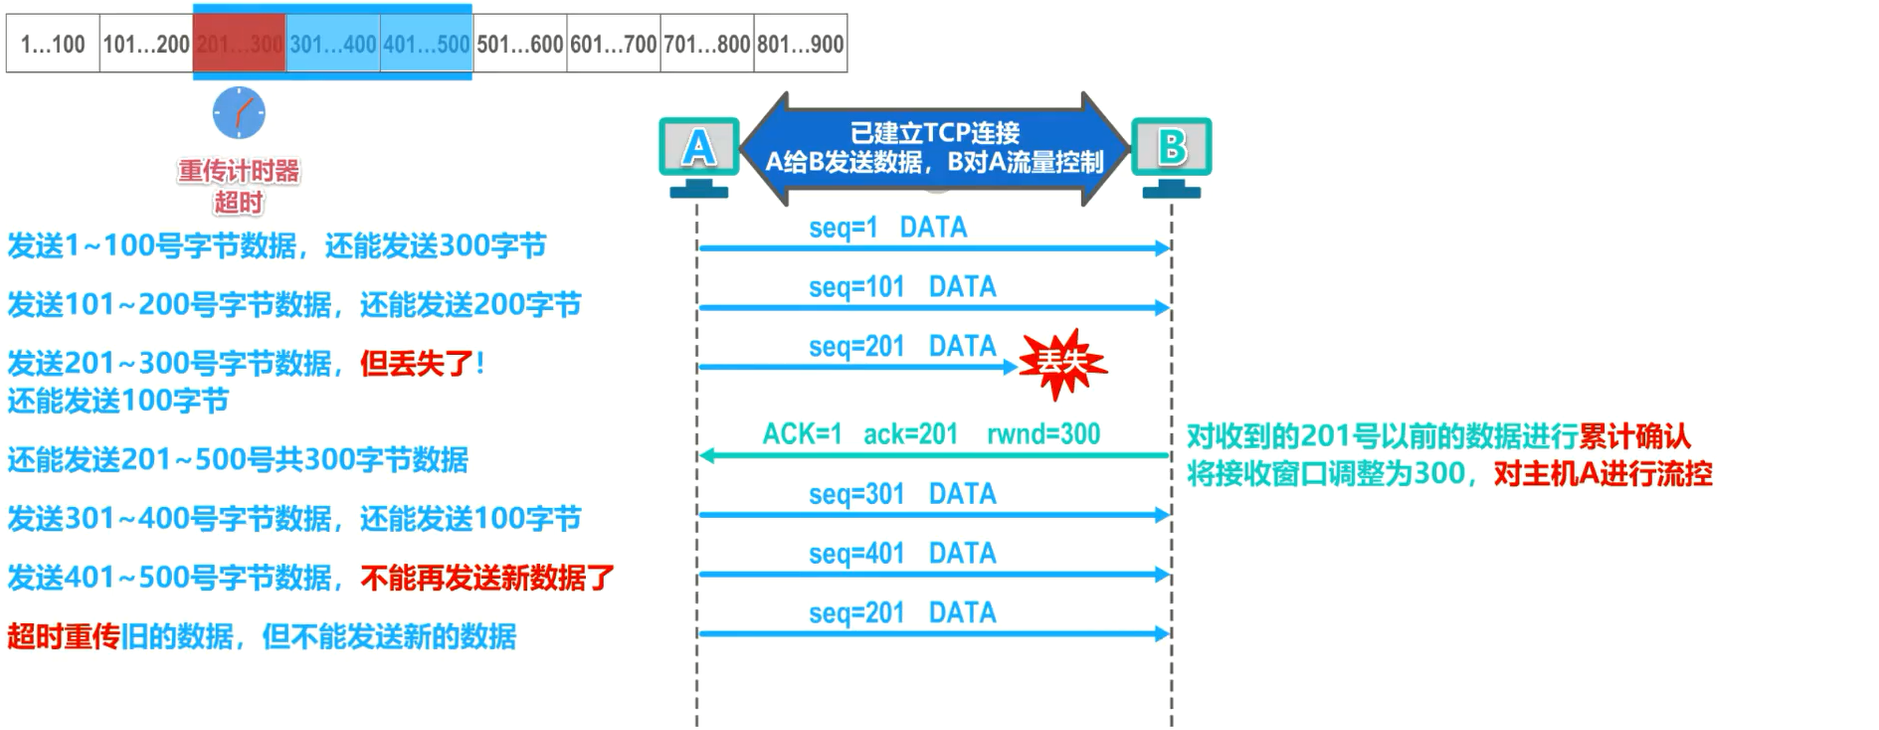 1...100 101...200 201...300 301...400 401...500 501...600 601...700 701...800 801...900
重传计时器
超时
A
已建立TCP连接
A给B发送数据，B对A流量控制
B
seq=1 DATA
发送1~100号字节数据，还能发送300字节
seq=101 DATA
发送101~200号字节数据，还能发送200字节
seq=201 DATA
丢失
发送201~300号字节数据，但丢失了！
还能发送100字节
ACK=1 ack=201 rwnd=300
对收到的201号以前的数据进行累计确认
将接收窗口调整为300，对主机A进行流控
还能发送201~500号共300字节数据
seq=301 DATA
发送301~400号字节数据，还能发送100字节
seq=401 DATA
发送401~500号字节数据，不能再发送新数据了
seq=201 DATA
超时重传旧的数据，但不能发送新的数据